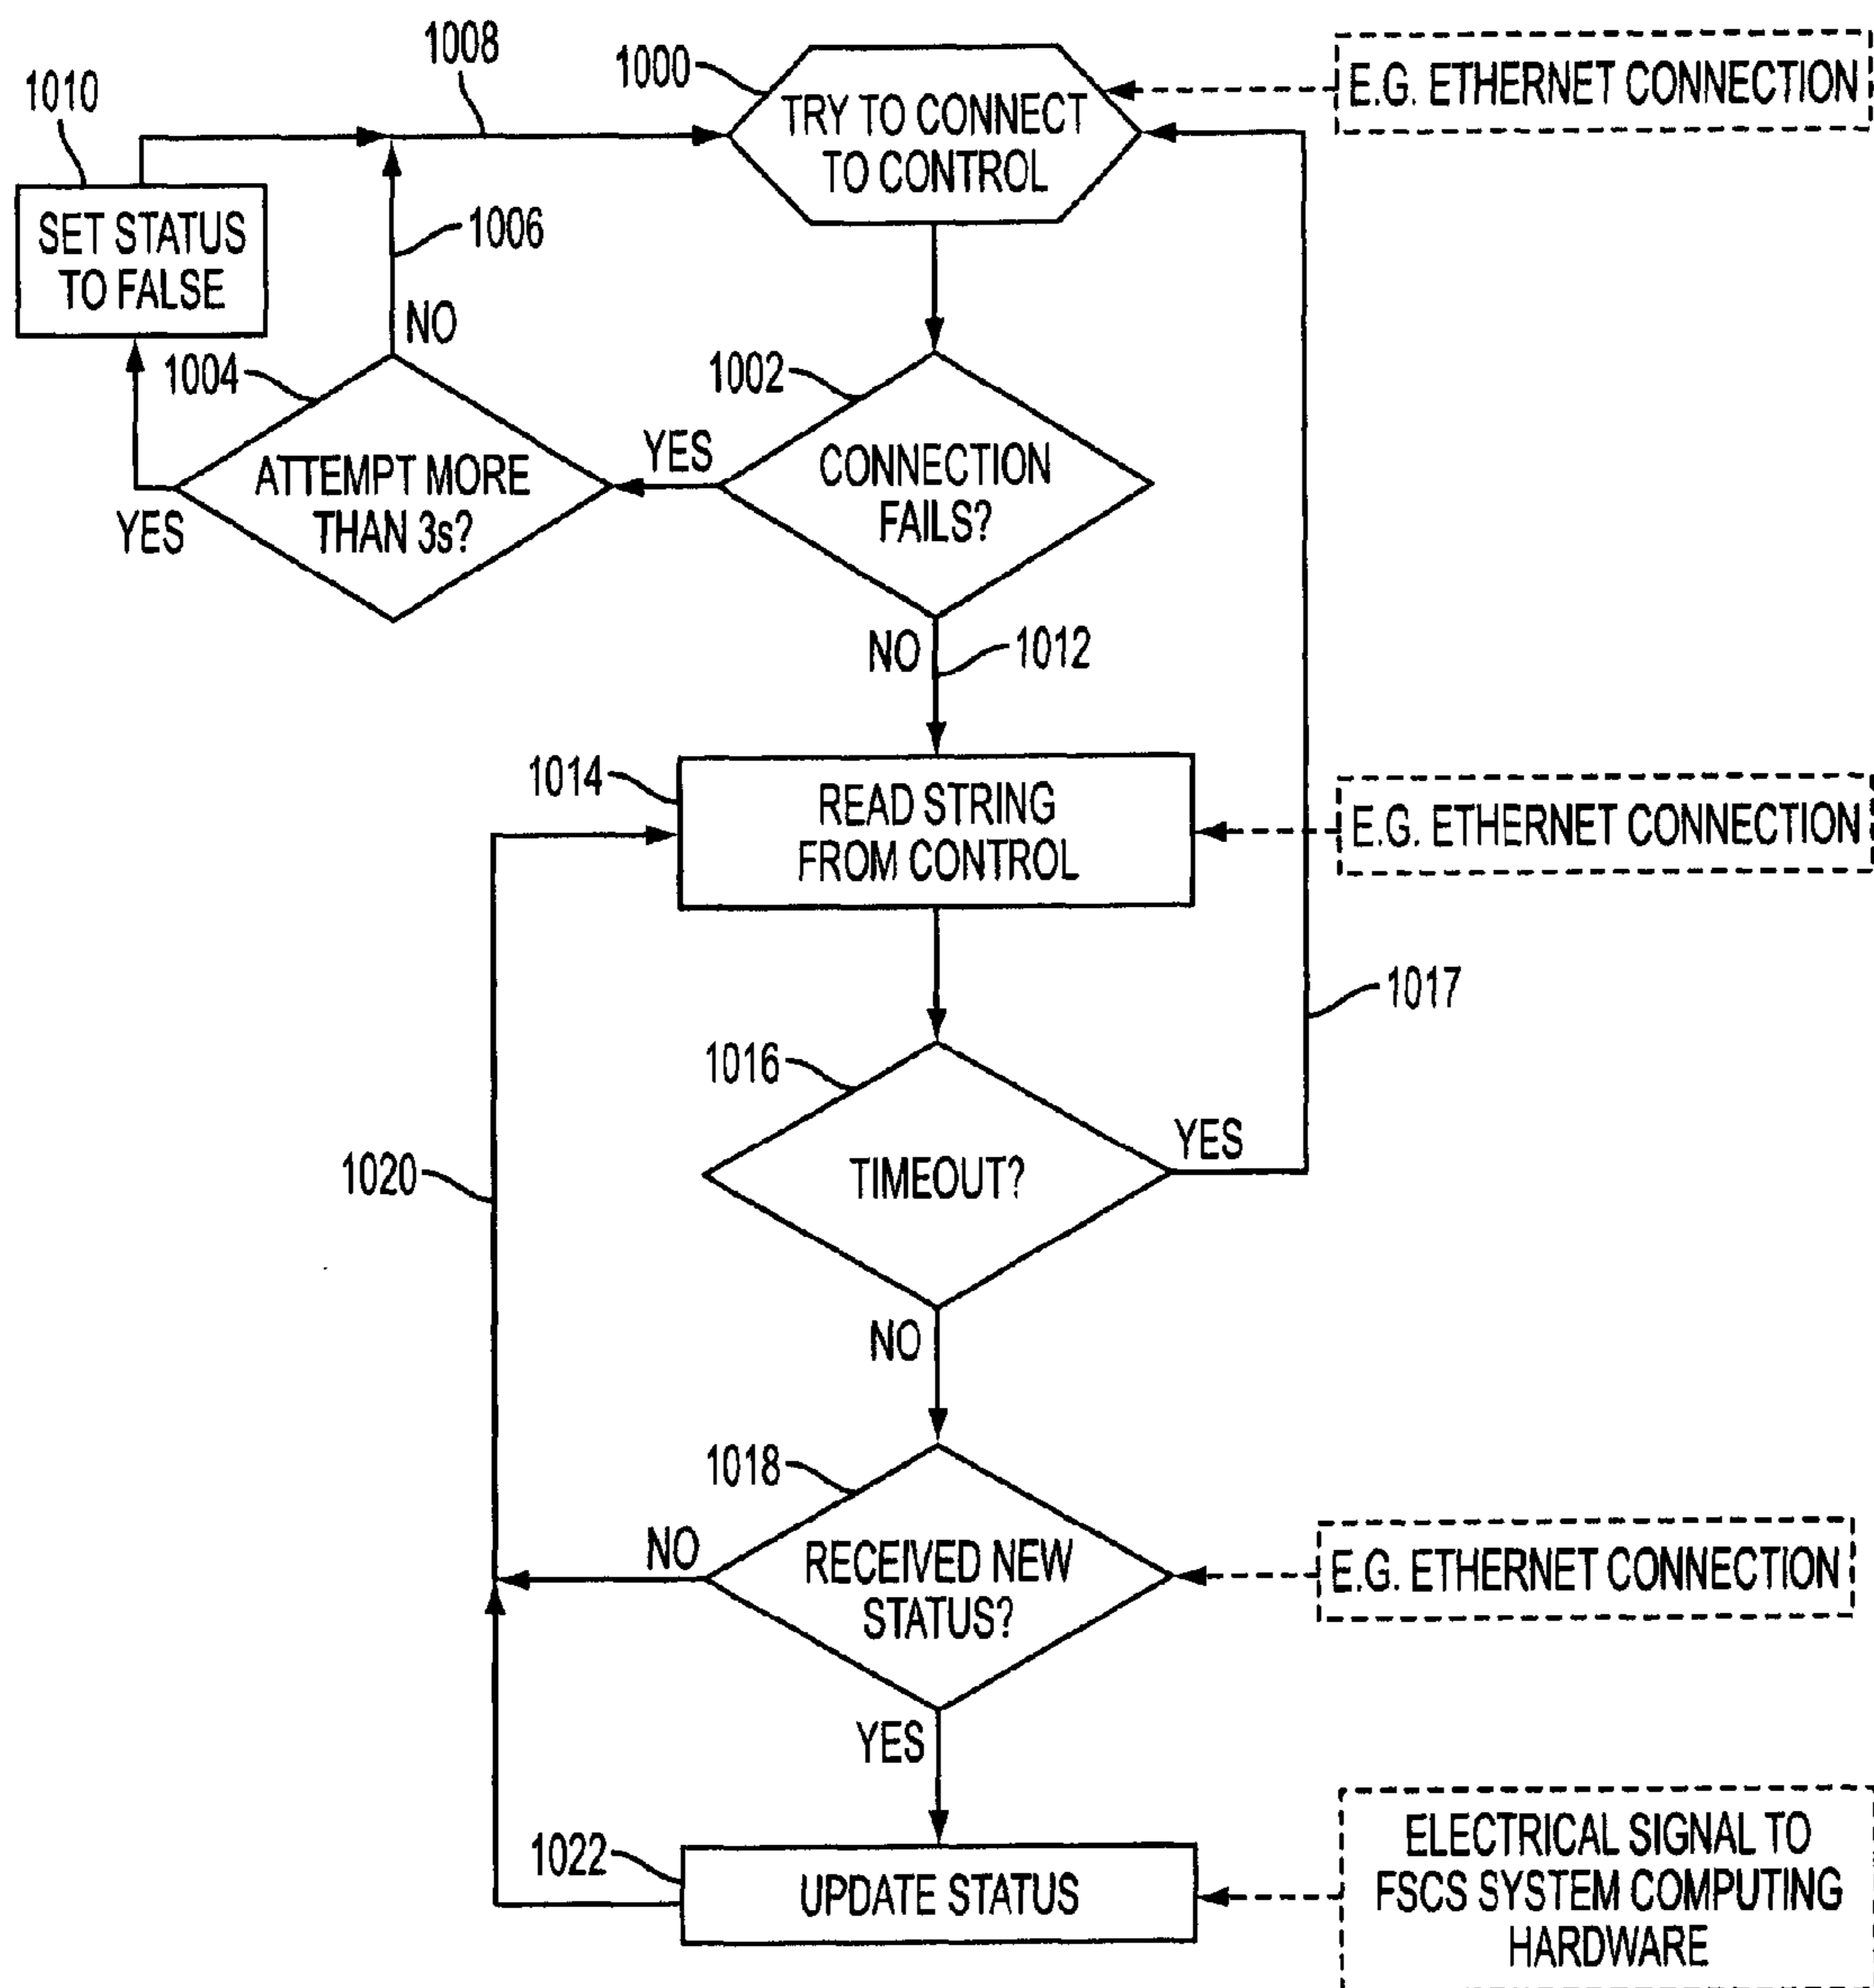 1008
1000
E.G. ETHERNET CONNECTION
1010
TRY TO CONNECT
TO CONTROL
SET STATUS
TO FALSE
1006
NO
1004
1002
YES
CONNECTION
FAILS?
ATTEMPT MORE
THAN 3s?
YES
NO
1012
1014
READ STRING
FROM CONTROL
E.G. ETHERNET CONNECTION
1017
1016
YES
TIMEOUT?
1020
NO
1018
NO
RECEIVED NEW
STATUS?
E.G. ETHERNET CONNECTION
YES
1022
UPDATE STATUS
ELECTRICAL SIGNAL TO
FSCS SYSTEM COMPUTING
HARDWARE